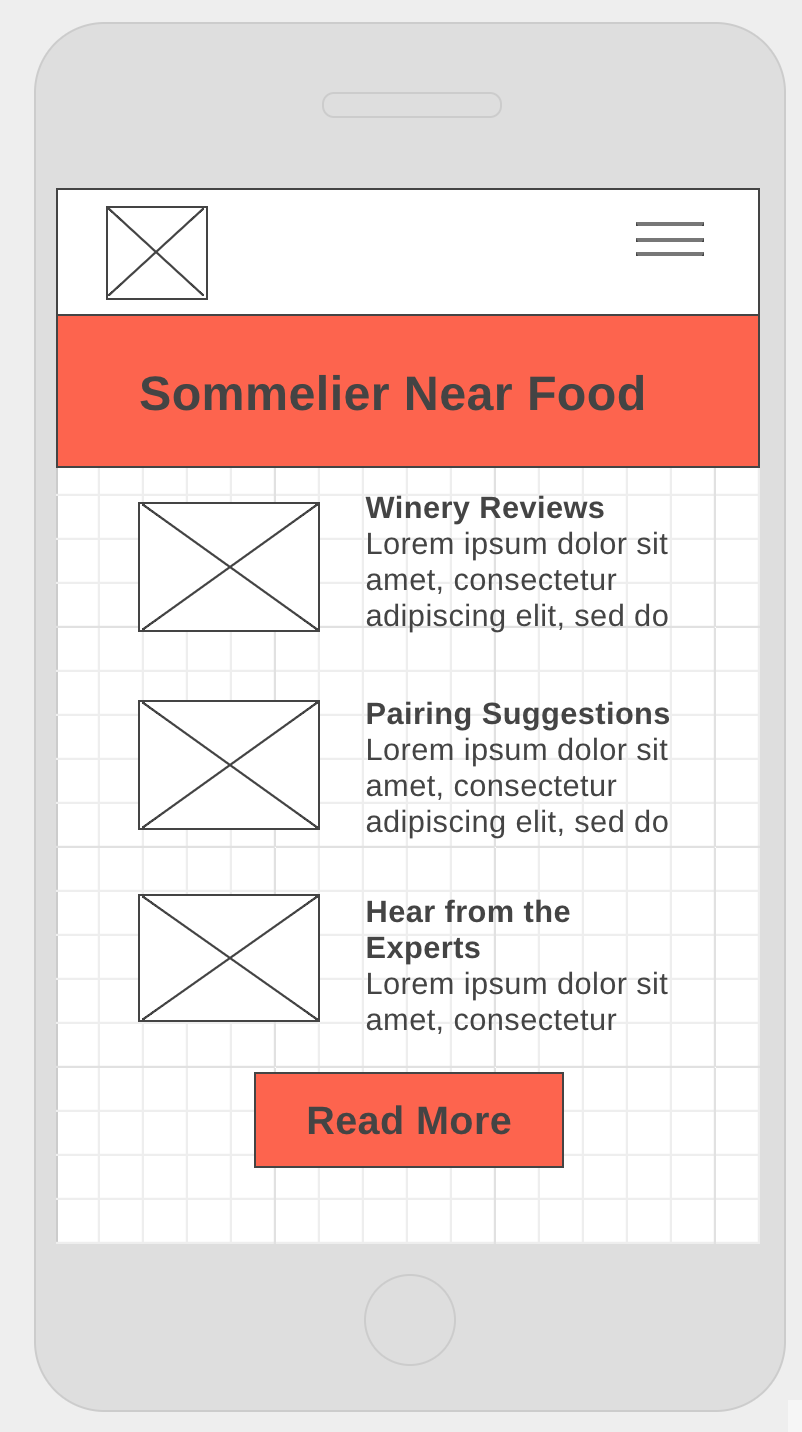 Sommelier Near Food
Winery Reviews
Lorem ipsum dolor sit
amet, consectetur
adipiscing elit, sed do
Pairing Suggestions
Lorem ipsum dolor sit
amet, consectetur
adipiscing elit, sed do
Hear from the
Experts
Lorem ipsum dolor sit
amet, consectetur
Read More